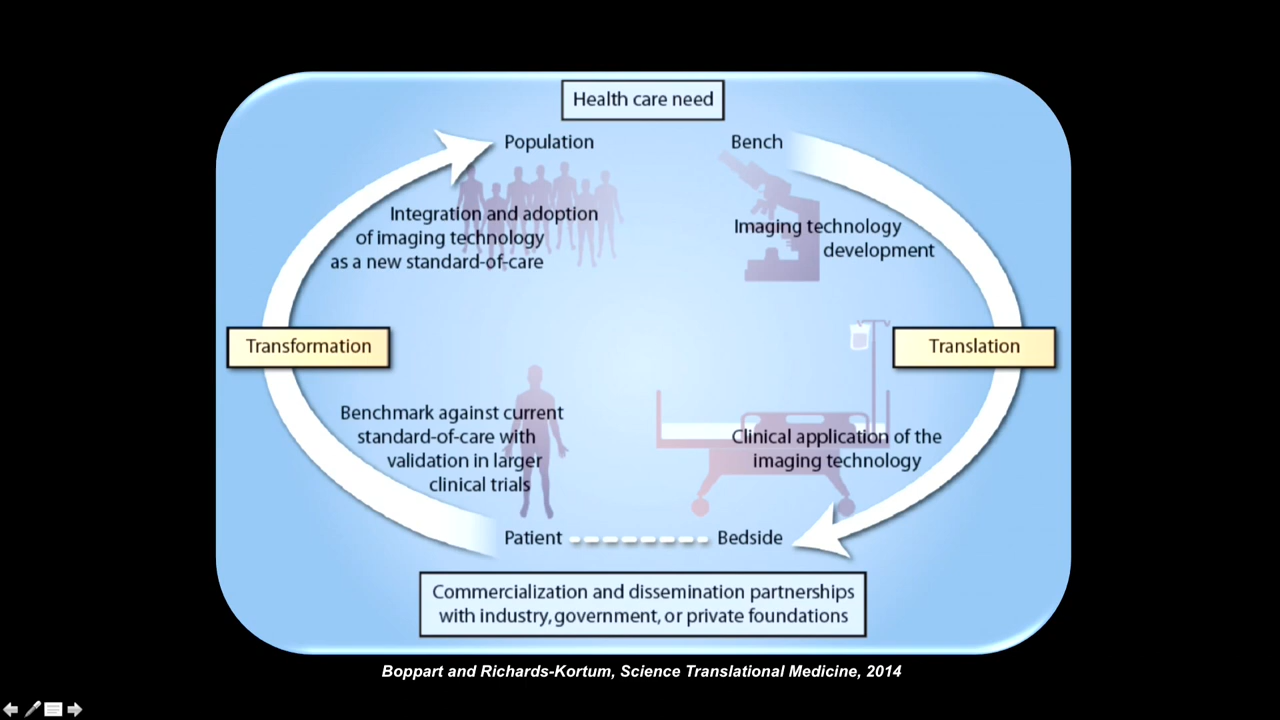 Health care need
Population
Bench
Integration and adoption
of imaging technology
as a new standard-of-care
Imaging technology
development
Transformation
Translation
Benchmark against current
standard-of-care with
validation in larger
clinical trials
Clinical application of the
imaging technology
Patient
Bedside
Commercialization and dissemination partnerships
with industry, government, or private foundations
Boppart and Richards-Kortum, Science Translational Medicine, 2014